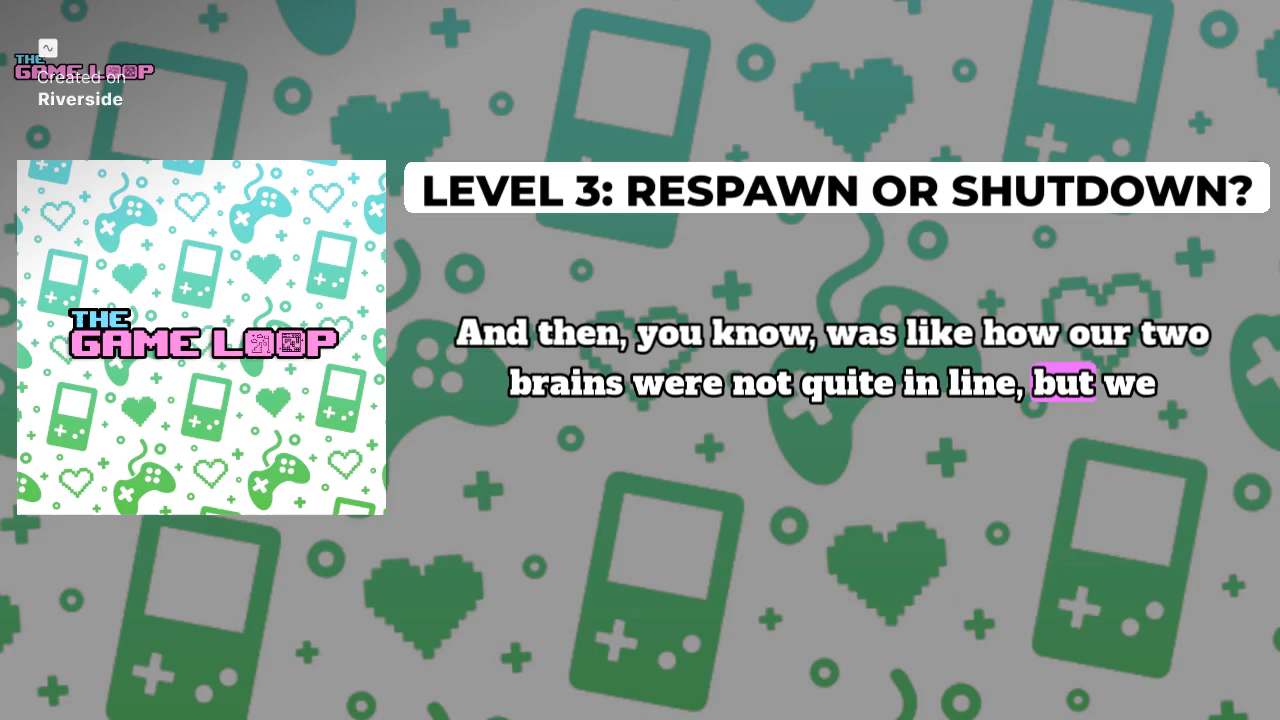 THE
GAME LOOP
Created on
Riverside
LEVEL 3: RESPAWN OR SHUTDOWN?
THE
GAME LOOP
And then, you know, was like how our two
brains were not quite in line, but we